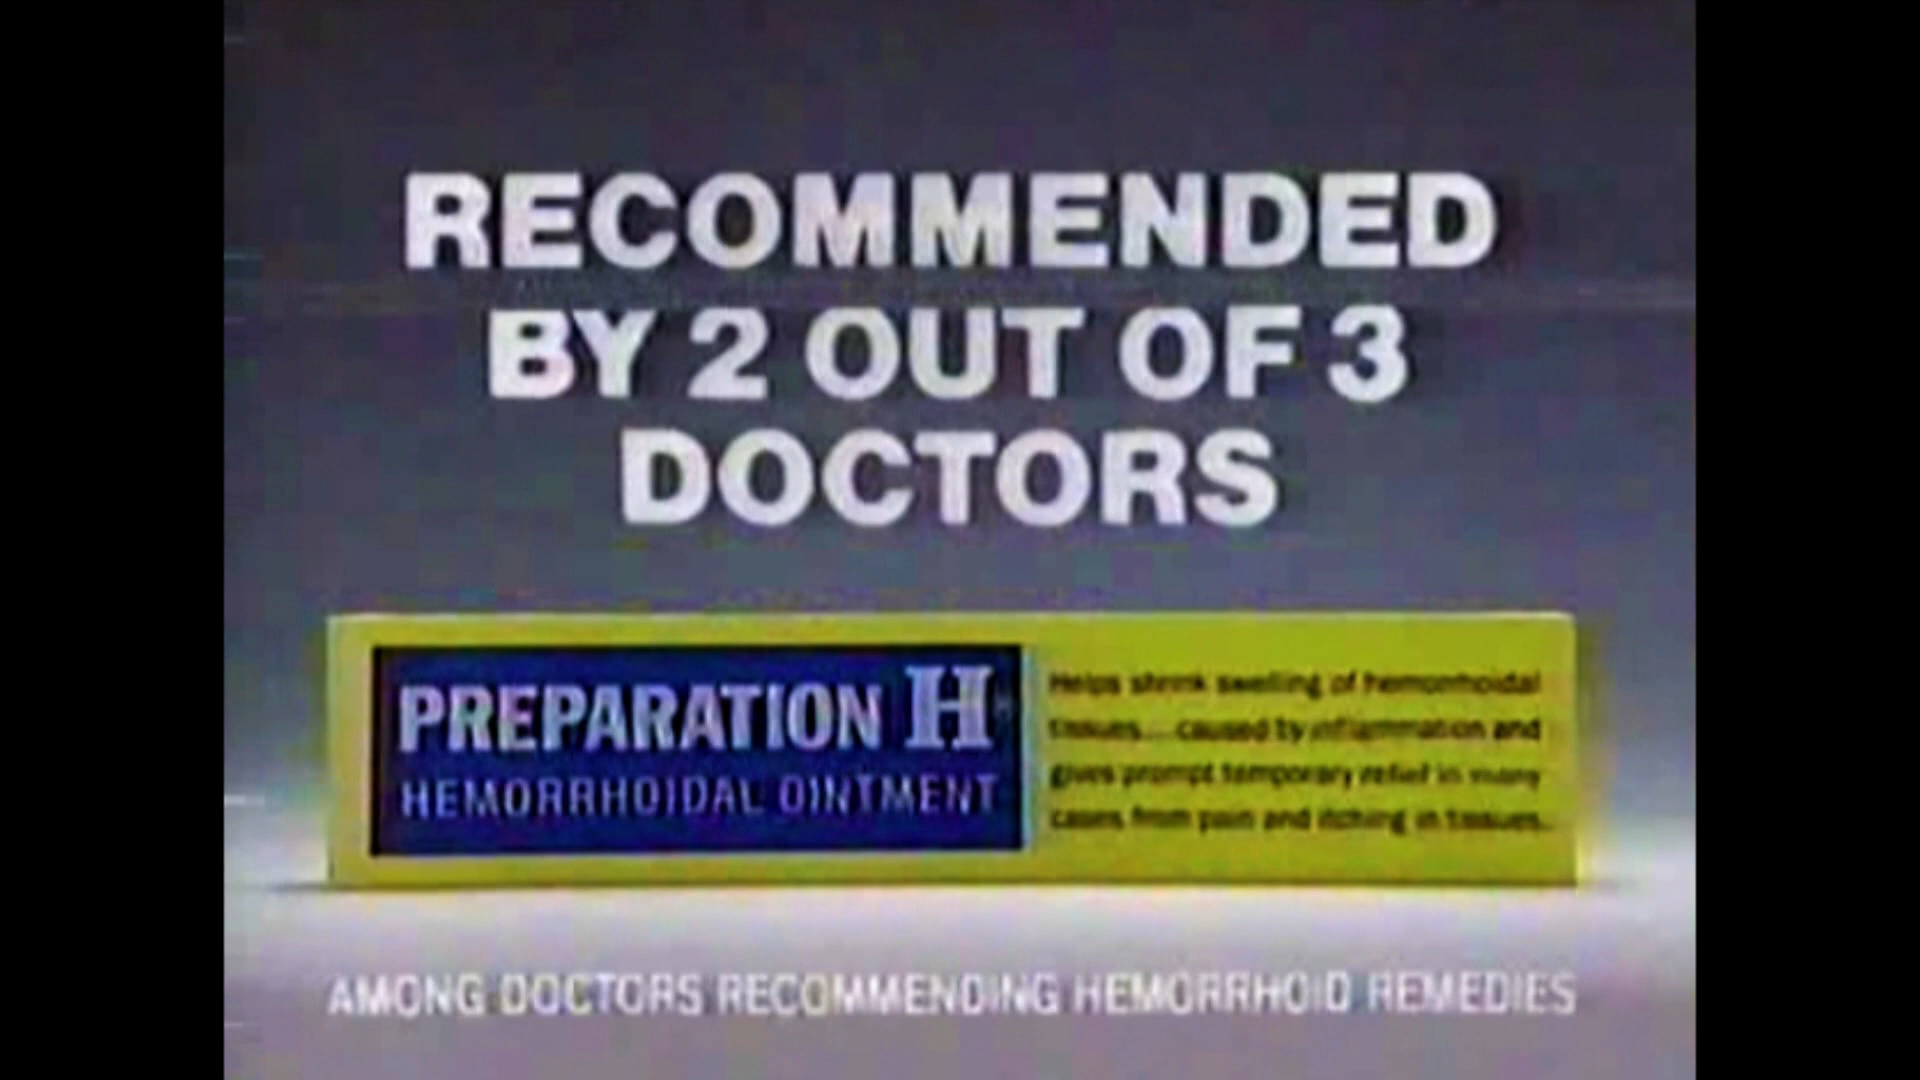 RECOMMENDED
BY 2 OUT OF 3
DOCTORS
PREPARATION H
HEMORRHOIDAL OINTMENT
Helps shrink swelling of hemorrhoidal
tissues... caused by inflammation and
gives prompt temporary relief in many
cases from pain and itching in tissues.
AMONG DOCTORS RECOMMENDING HEMORRHOID REMEDIES